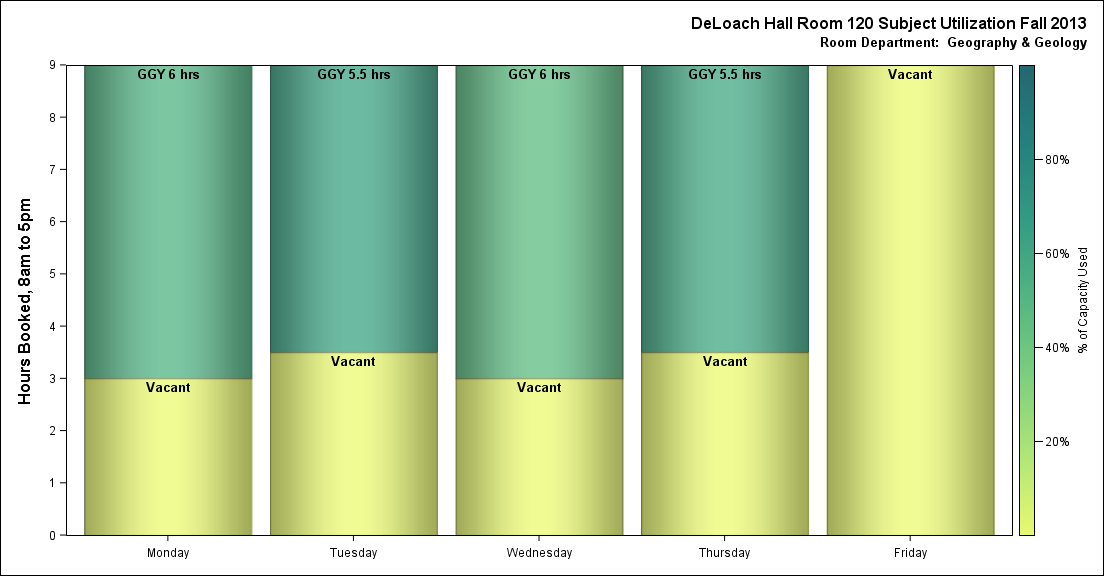 DeLoach Hall Room 120 Subject Utilization Fall 2013
Room Department:  Geography & Geology
Hours Booked, 8am to 5pm
9
8
7
6
5
4
3
2
1
0
GGY 6 hrs
Vacant
GGY 5.5 hrs
Vacant
GGY 6 hrs
Vacant
GGY 5.5 hrs
Vacant
Vacant
Monday
Tuesday
Wednesday
Thursday
Friday
80%
60%
40%
20%
% of Capacity Used